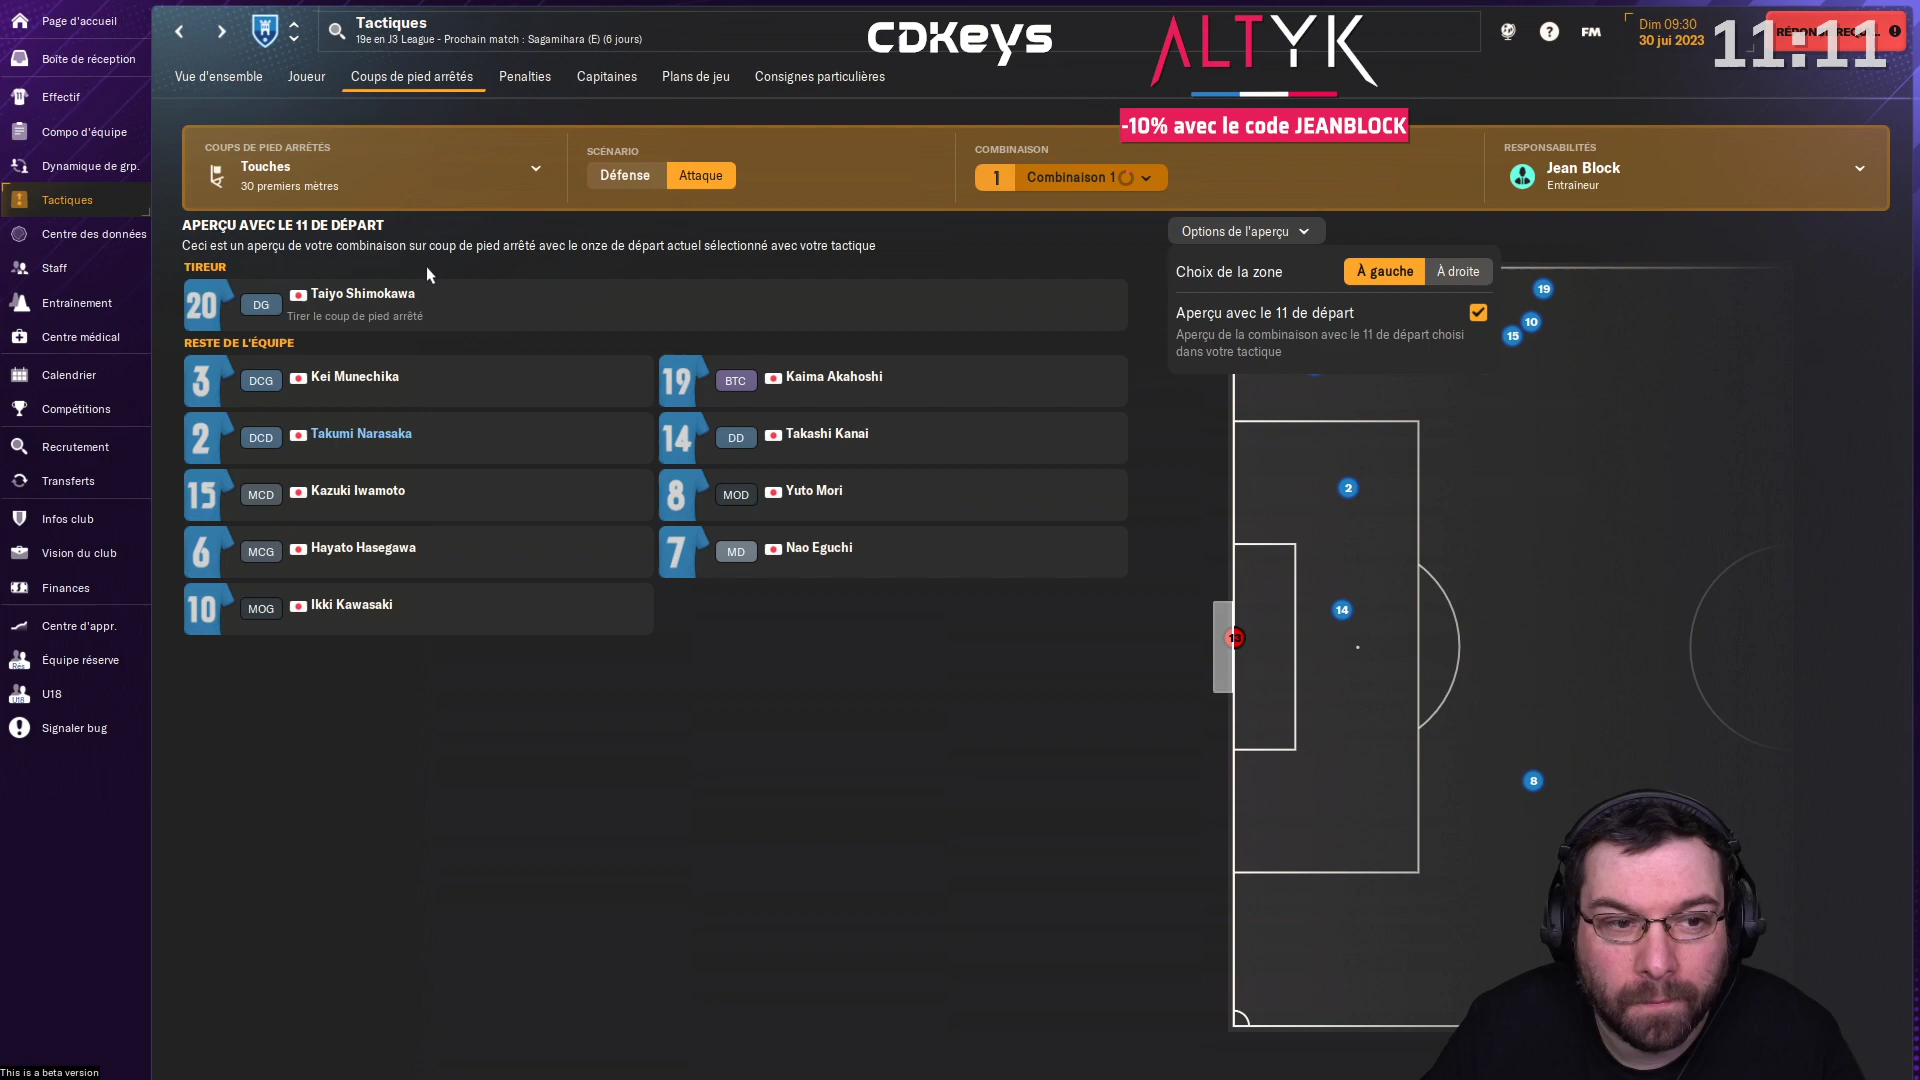 Page d'accueil
Boîte de réception
Effectif
Compo d'équipe
Dynamique de grp.
Tactiques
Centre des données
Staff
Entraînement
Centre médical
Calendrier
Compétitions
Recrutement
Transferts
Infos club
Vision du club
Finances
Centre d'appr.
Équipe réserve
U18
Signaler bug
This is a beta version
Tactiques
19e en J3 League - Prochain match : Sagamihara (E) (6 jours)
CDKeys
ALTYK
-10% avec le code JEANBLOCK
FM
Dim 09:30
30 jui 2023
11:11
Vue d'ensemble
Joueur
Coups de pied arrêtés
Penalties
Capitaines
Plans de jeu
Consignes particulières
COUPS DE PIED ARRÊTÉS
Touches
30 premiers mètres
SCÉNARIO
Défense
Attaque
COMBINAISON
1
Combinaison 1
RESPONSABILITÉS
Jean Block
Entraîneur
APERÇU AVEC LE 11 DE DÉPART
Ceci est un aperçu de votre combinaison sur coup de pied arrêté avec le onze de départ actuel sélectionné avec votre tactique
TIREUR
20 DG Taiyo Shimokawa
Tirer le coup de pied arrêté
RESTE DE L'ÉQUIPE
3 DCG Kei Munechika
19 BTC Kaima Akahoshi
2 DCD Takumi Narasaka
14 DD Takashi Kanai
15 MCD Kazuki Iwamoto
8 MOD Yuto Mori
6 MCG Hayato Hasegawa
7 MD Nao Eguchi
10 MOG Ikki Kawasaki
Options de l'aperçu
Choix de la zone
À gauche
À droite
Aperçu avec le 11 de départ
Aperçu de la combinaison avec le 11 de départ choisi
dans votre tactique
19
10
15
2
14
13
8